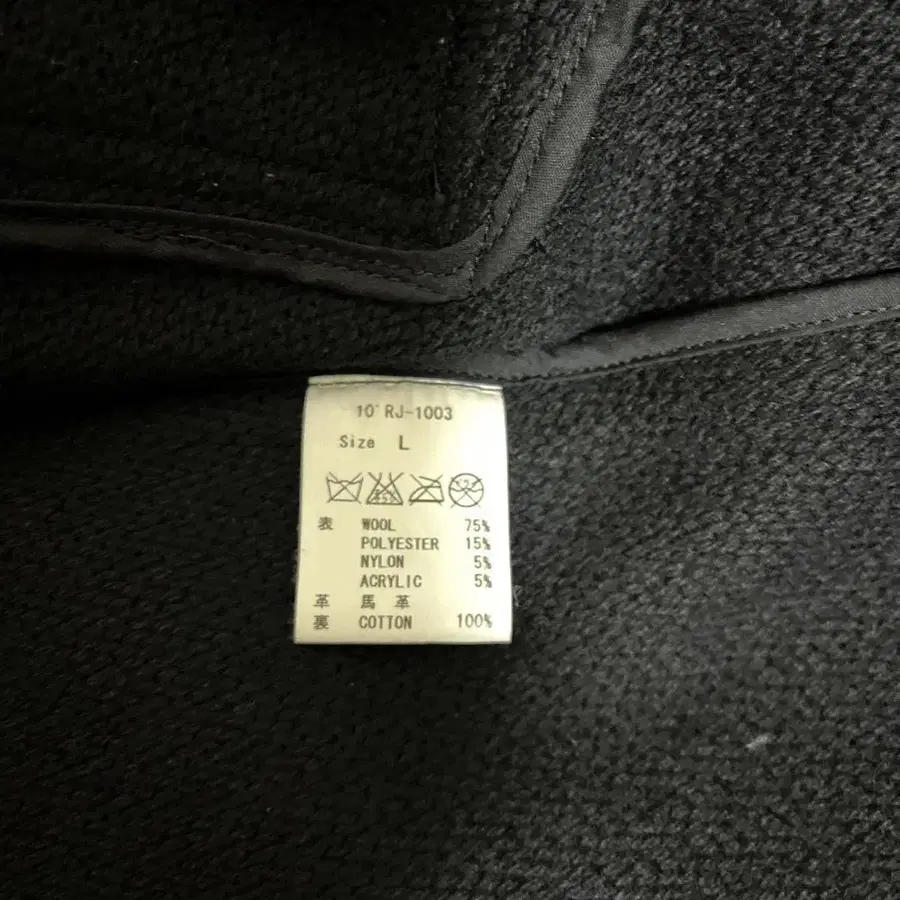 10' RJ-1003
Size L
表 WOOL 75%
POLYESTER 15%
NYLON 5%
ACRYLIC 5%
革 馬革
裏 COTTON 100%